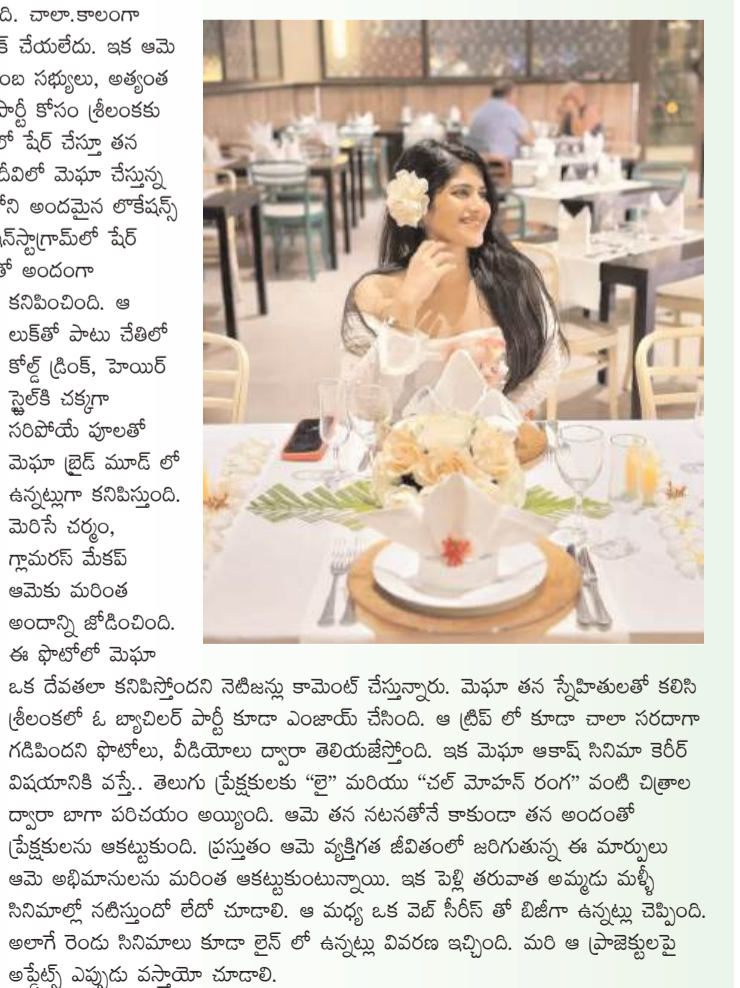 ది. చాలా.కాలంగా
చేయలేదు. ఇక ఆమె
సభ్యులు, అత్యంత
పార్టీ కోసం శ్రీలంకకు
లో షేర్ చేస్తూ తన
దీవిలో మేఘా చేస్తున్న
అందమైన లొకేషన్స్
షేర్
తో అందంగా
కనిపించింది. ఆ
లుక్‌తో పాటు చేతిలో
కోల్డ్ డ్రింక్, హెయిర్
స్టైల్‌కి చక్కగా
సరిపోయే పూలతో
మెఘా బ్రైడ్ మూడ్ లో
ఉన్నట్లుగా కనిపిస్తుంది.
మెరిసే చర్మం,
గ్లామరస్ మేకప్
ఆమెకు మరింత
అందాన్ని జోడించింది.
ఈ ఫొటోలో మెఘా
ఒక దేవతలా కనిపిస్తోందని నెటిజన్లు కామెంట్ చేస్తున్నారు. మెఘా తన స్నేహితులతో కలిసి
శ్రీలంకలో ఓ బ్యాచిలర్ పార్టీ కూడా ఎంజాయ్ చేసింది. ఆ ట్రిప్ లో కూడా చాలా సరదాగా
గడిపిందని ఫొటోలు, వీడియోలు ద్వారా తెలియజేస్తోంది. ఇక మెఘా ఆకాష్ సినిమా కెరీర్
విషయానికి వస్తే.. తెలుగు ప్రేక్షకులకు “లై” మరియు “చల్ మోహన్ రంగ” వంటి చిత్రాల
ద్వారా బాగా పరిచయం అయ్యింది. ఆమె తన నటనతోనే కాకుండా తన అందంతో
ప్రేక్షకులను ఆకట్టుకుంది. ప్రస్తుతం ఆమె వ్యక్తిగత జీవితంలో జరిగుతున్న ఈ మార్పులు
ఆమె అభిమానులను మరింత ఆకట్టుకుంటున్నాయి. ఇక పెళ్లి తరువాత అమ్మడు మళ్ళీ
సినిమాల్లో నటిస్తుందో లేదో చూడాలి. ఆ మధ్య ఒక వెబ్ సీరీస్ తో బిజీగా ఉన్నట్లు చెప్పింది.
అలాగే రెండు సినిమాలు కూడా లైన్ లో ఉన్నట్లు వివరణ ఇచ్చింది. మరి ఆ ప్రాజెక్టులపై
అప్డేట్స్ ఎప్పుడు వస్తాయో చూడాలి.